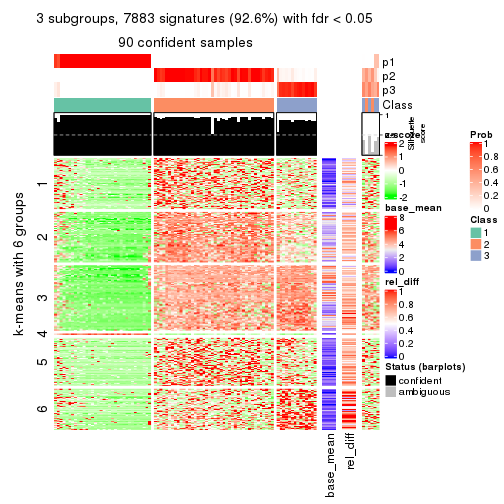 3 subgroups, 7883 signatures (92.6%) with fdr < 0.05
90 confident samples
p1
p2
p3
Class
1
Silhouette
score
z-score
2
1
0
-1
-2
Prob
1
0.8
0.6
0.4
0.2
0
base_mean
8
6
4
2
0
Class
1
2
3
rel_diff
1
0.8
0.6
0.4
0.2
0
Status (barplots)
confident
ambiguous
k-means with 6 groups
1
2
3
4
5
6
base_mean
rel_diff